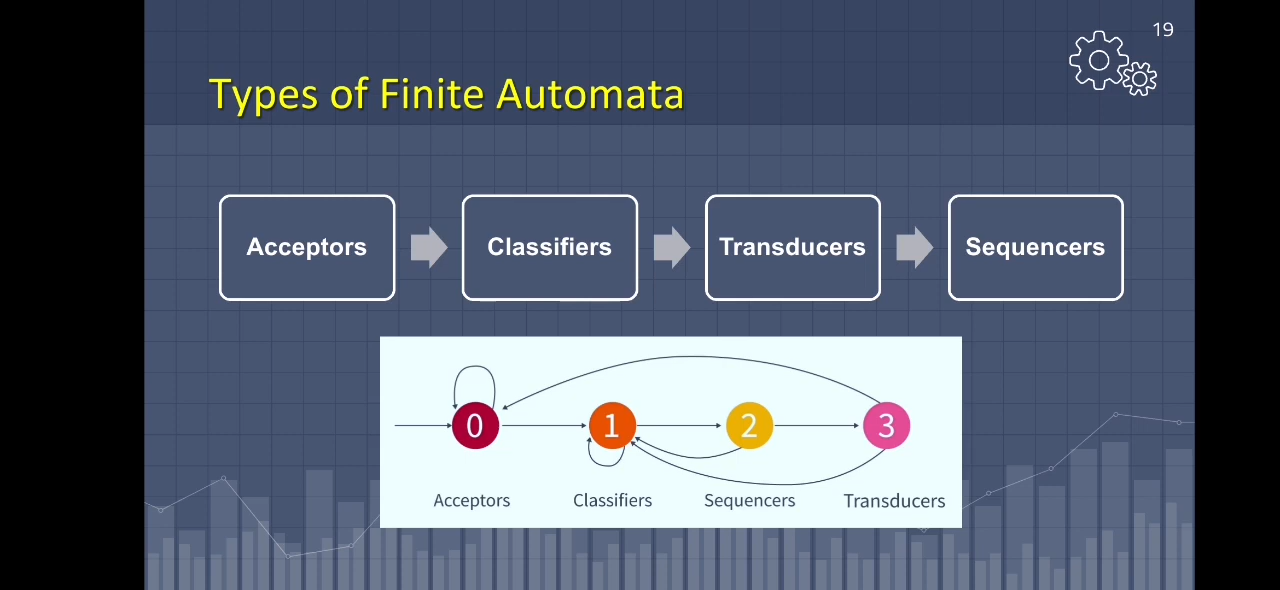 19
Types of Finite Automata
Acceptors
Classifiers
Transducers
Sequencers
0
1
2
3
Acceptors
Classifiers
Sequencers
Transducers